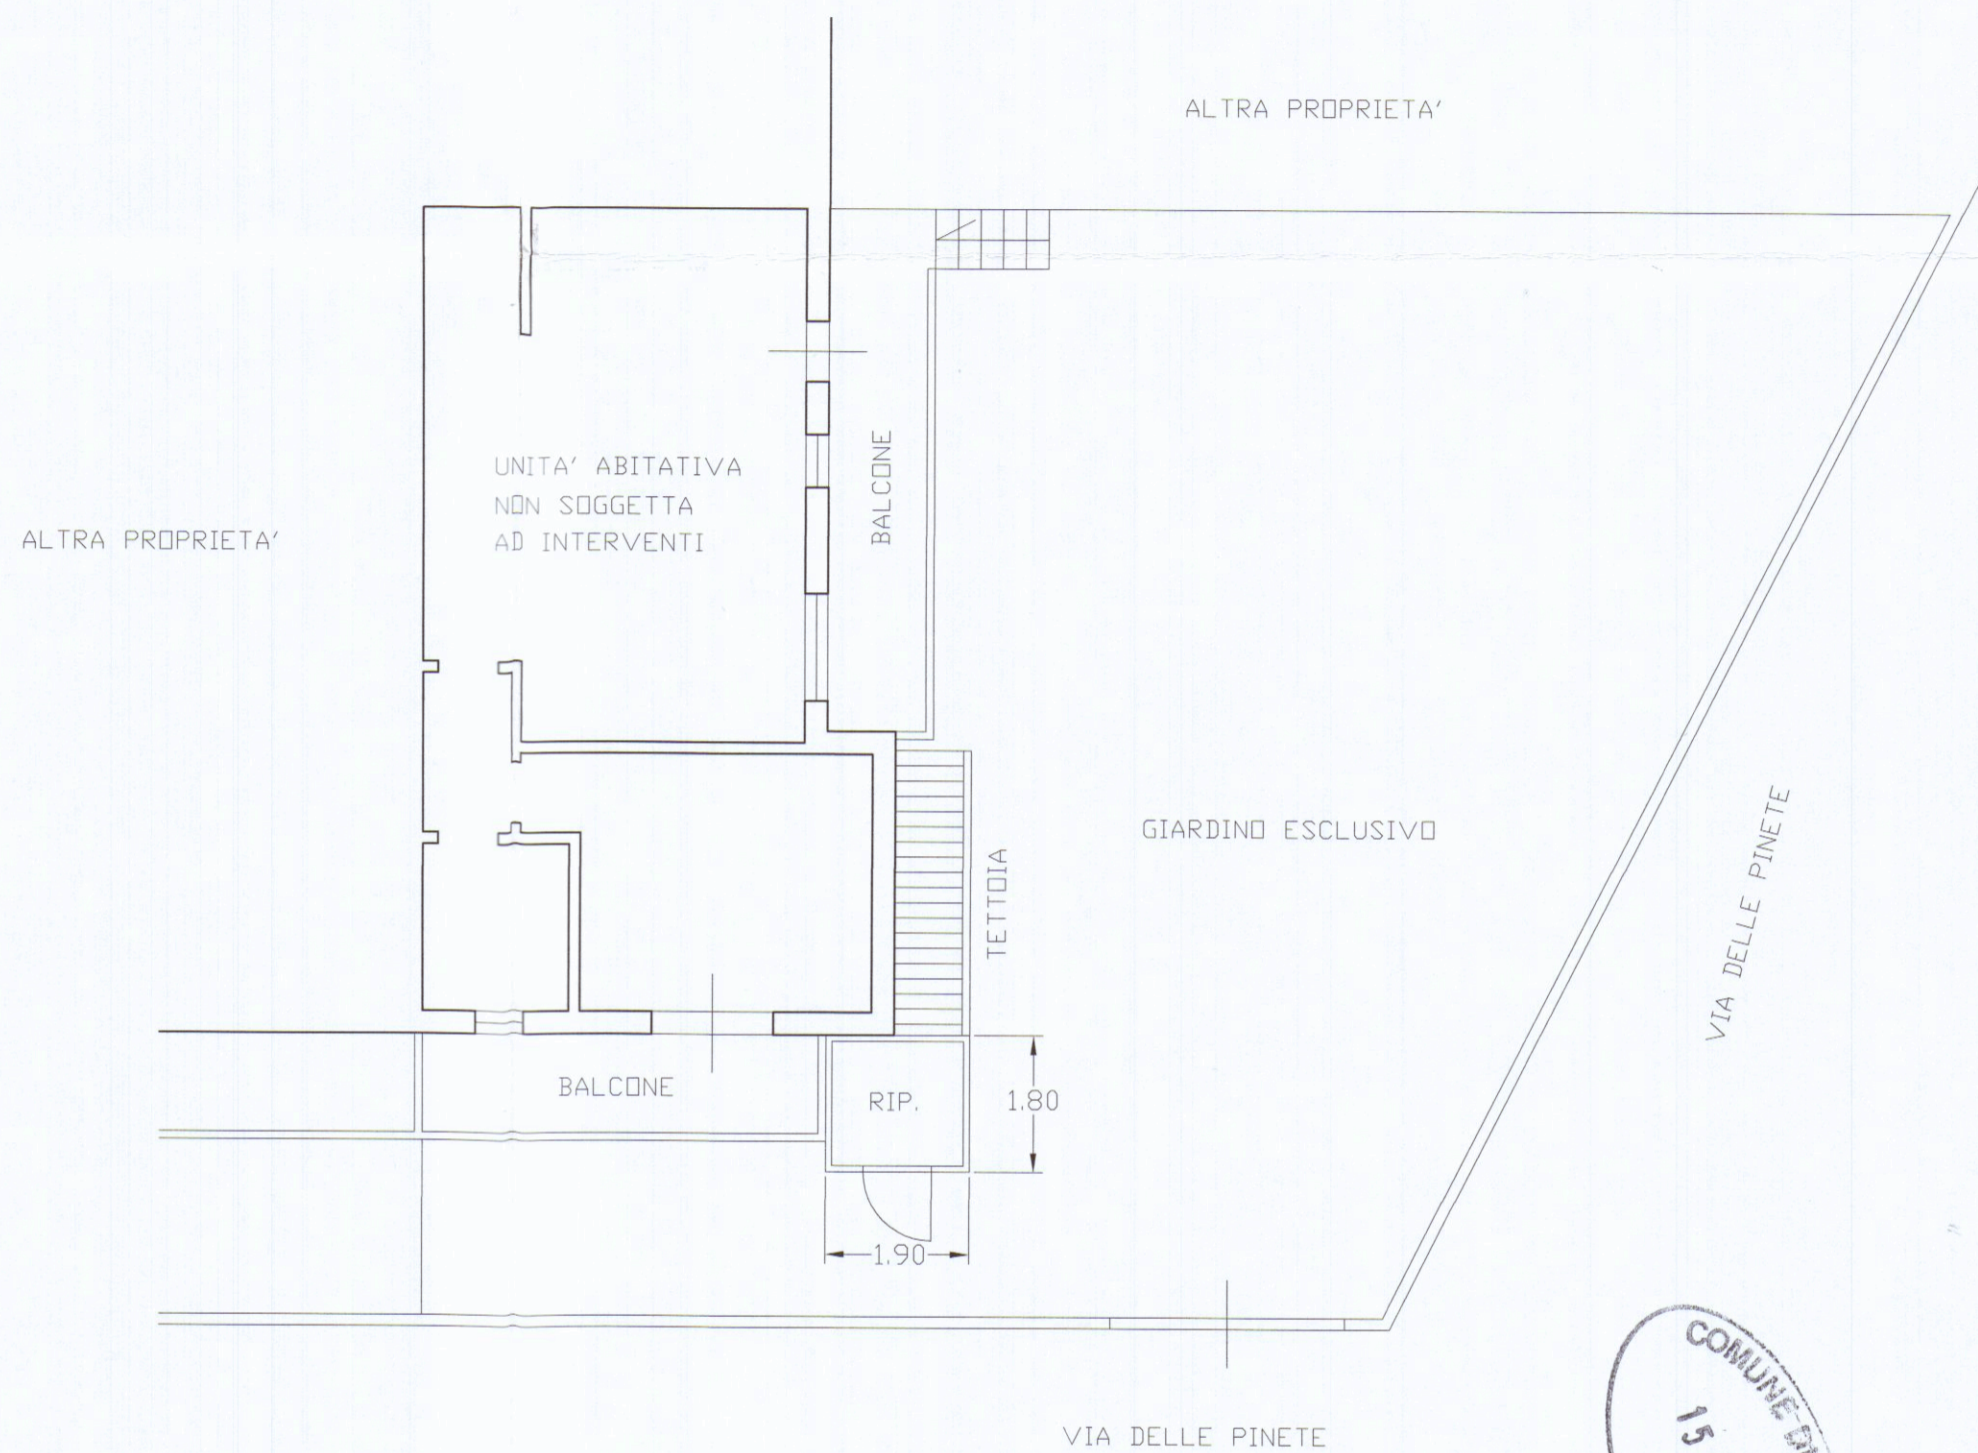 ALTRA PROPRIETA'
UNITA' ABITATIVA
NON SOGGETTA
AD INTERVENTI
BALCONE
ALTRA PROPRIETA'
GIARDINO ESCLUSIVO
TETTOIA
VIA DELLE PINETE
BALCONE
RIP.
1.80
1.90
VIA DELLE PINETE
COMUNE DI
15